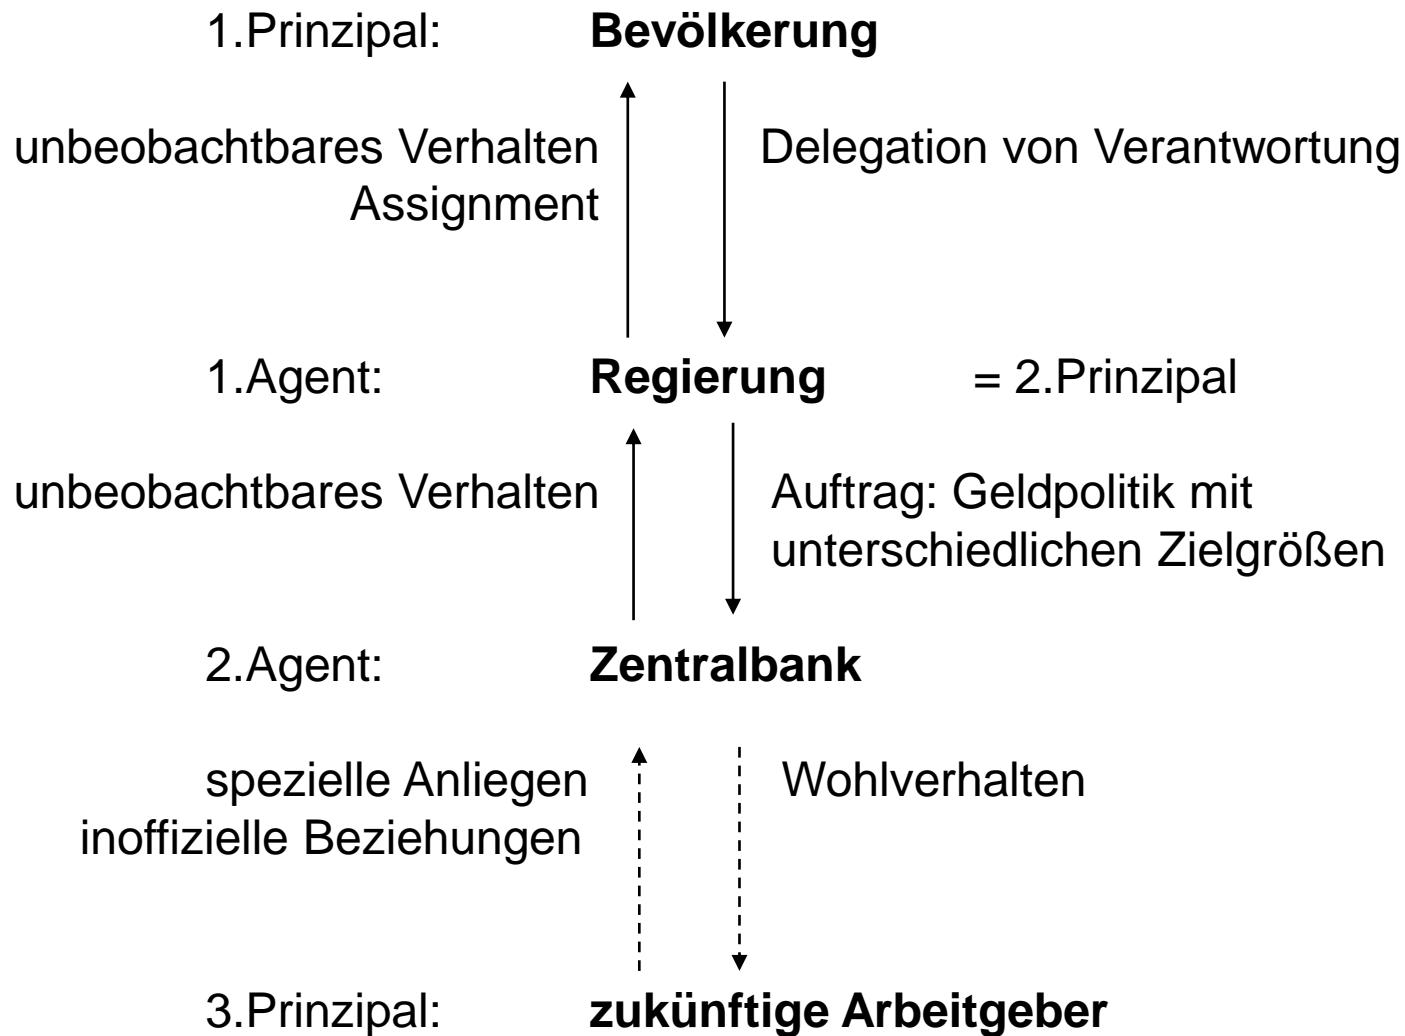 1.Prinzipal: Bevölkerung
unbeobachtbares Verhalten Delegation von Verantwortung
Assignment
1.Agent: Regierung = 2.Prinzipal
unbeobachtbares Verhalten Auftrag: Geldpolitik mit
unterschiedlichen Zielgrößen
2.Agent: Zentralbank
spezielle Anliegen Wohlverhalten
inoffizielle Beziehungen
3.Prinzipal: zukünftige Arbeitgeber